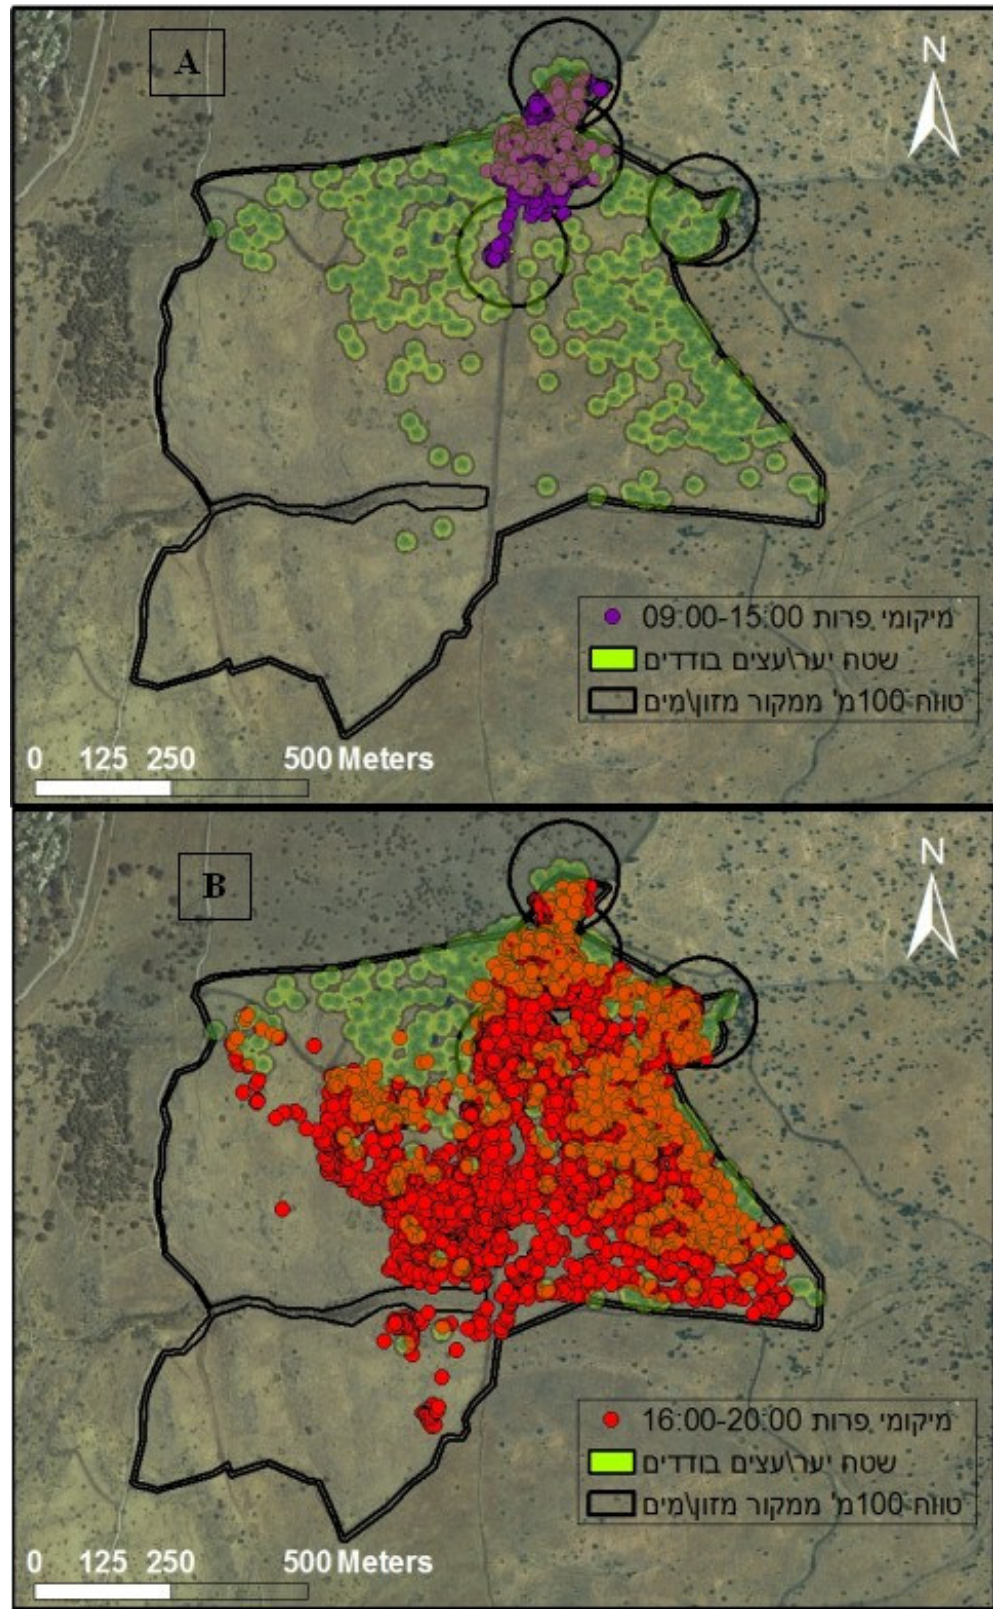 A
N
מיקומי פרות 09:00-15:00
שטח יער\עצים בודדים
טווח 100מ' ממקור מזון\מים
0 125 250 500 Meters
B
N
מיקומי פרות 16:00-20:00
שטח יער\עצים בודדים
טווח 100מ' ממקור מזון\מים
0 125 250 500 Meters